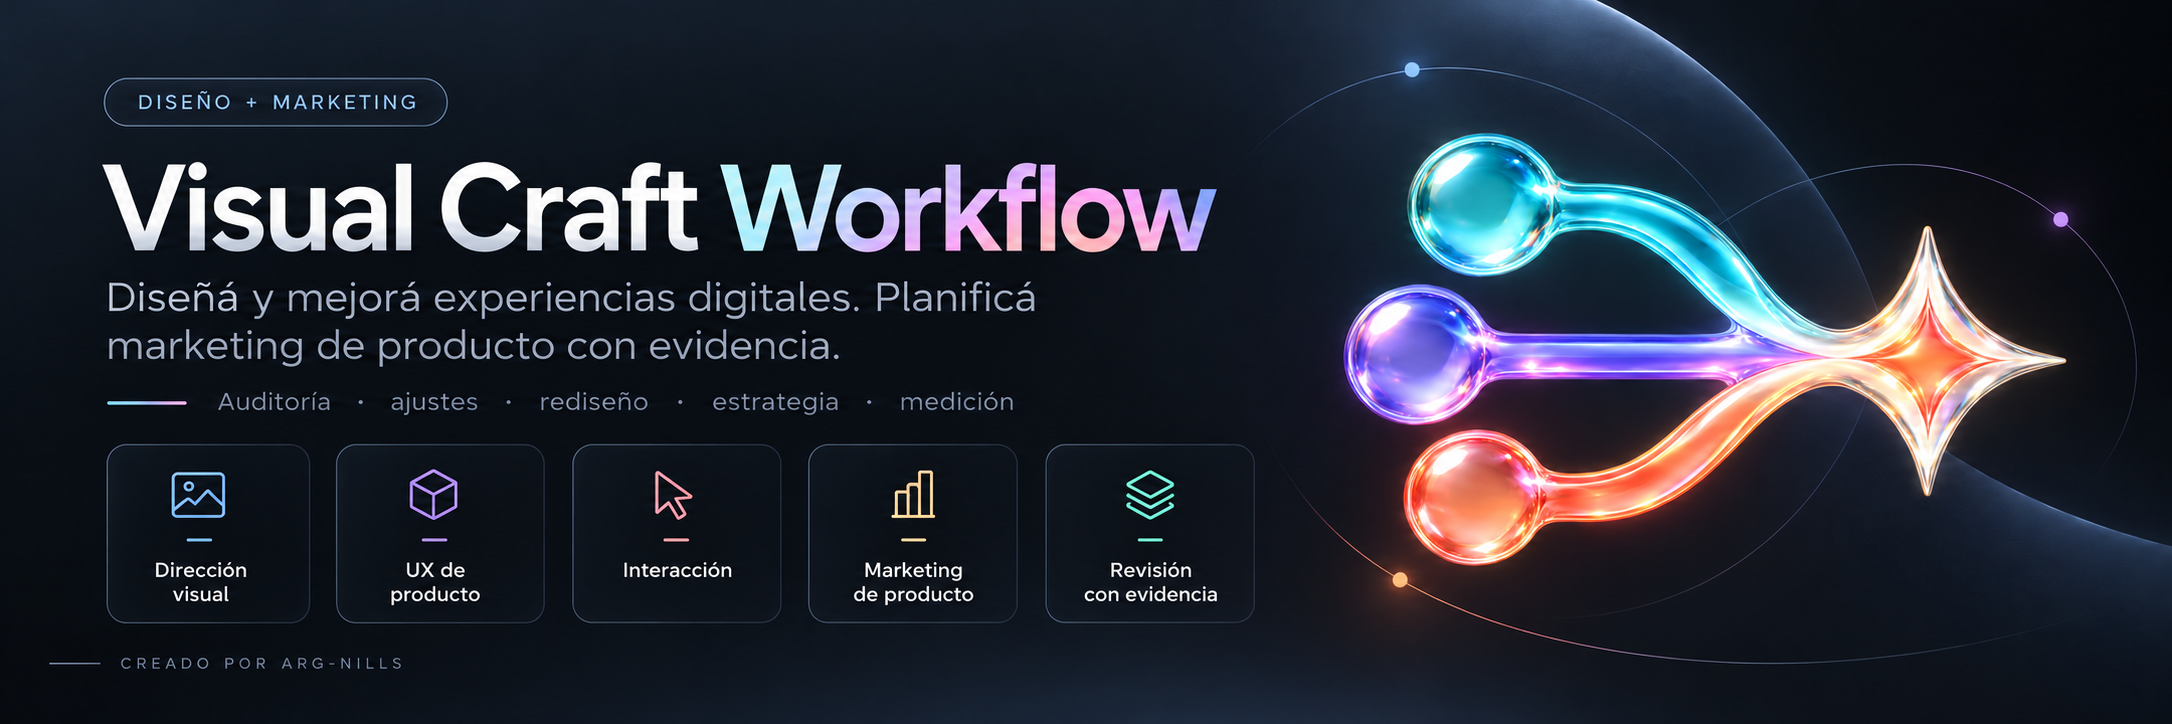 DISEÑO + MARKETING
Visual Craft Workflow
Diseñá y mejorá experiencias digitales. Planificá
marketing de producto con evidencia.
Auditoría · ajustes · rediseño · estrategia · medición
Dirección
visual
UX de
producto
Interacción
Marketing
de producto
Revisión
con evidencia
CREADO POR ARG-NILLS